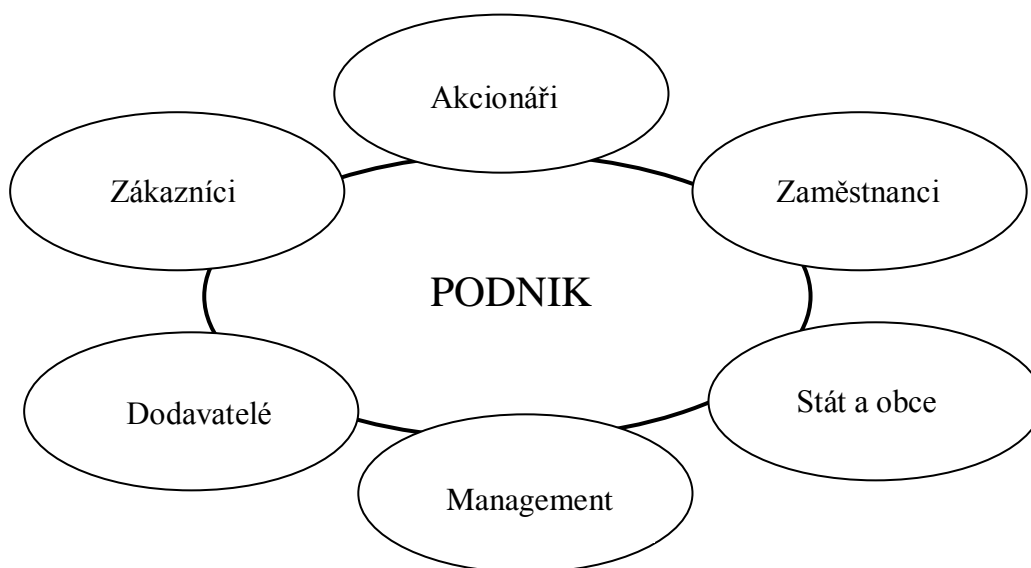 Akcionáři
Zákazníci
Zaměstnanci
PODNIK
Dodavatelé
Stát a obce
Management